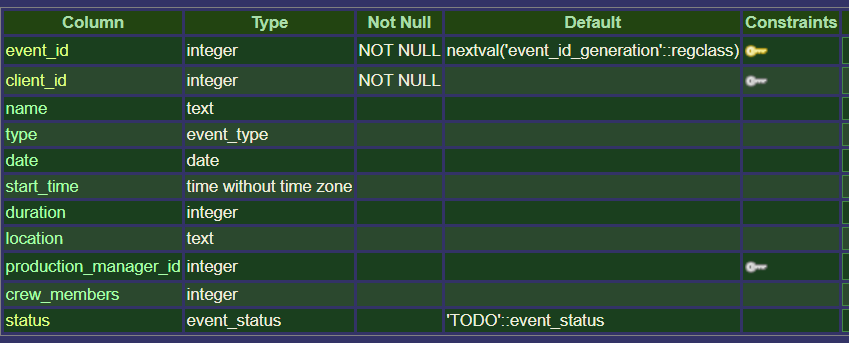 Column Type Not Null Default Constraints
event_id integer NOT NULL nextval('event_id_generation'::regclass)
client_id integer NOT NULL
name text
type event_type
date date
start_time time without time zone
duration integer
location text
production_manager_id integer
crew_members integer
status event_status 'TODO'::event_status